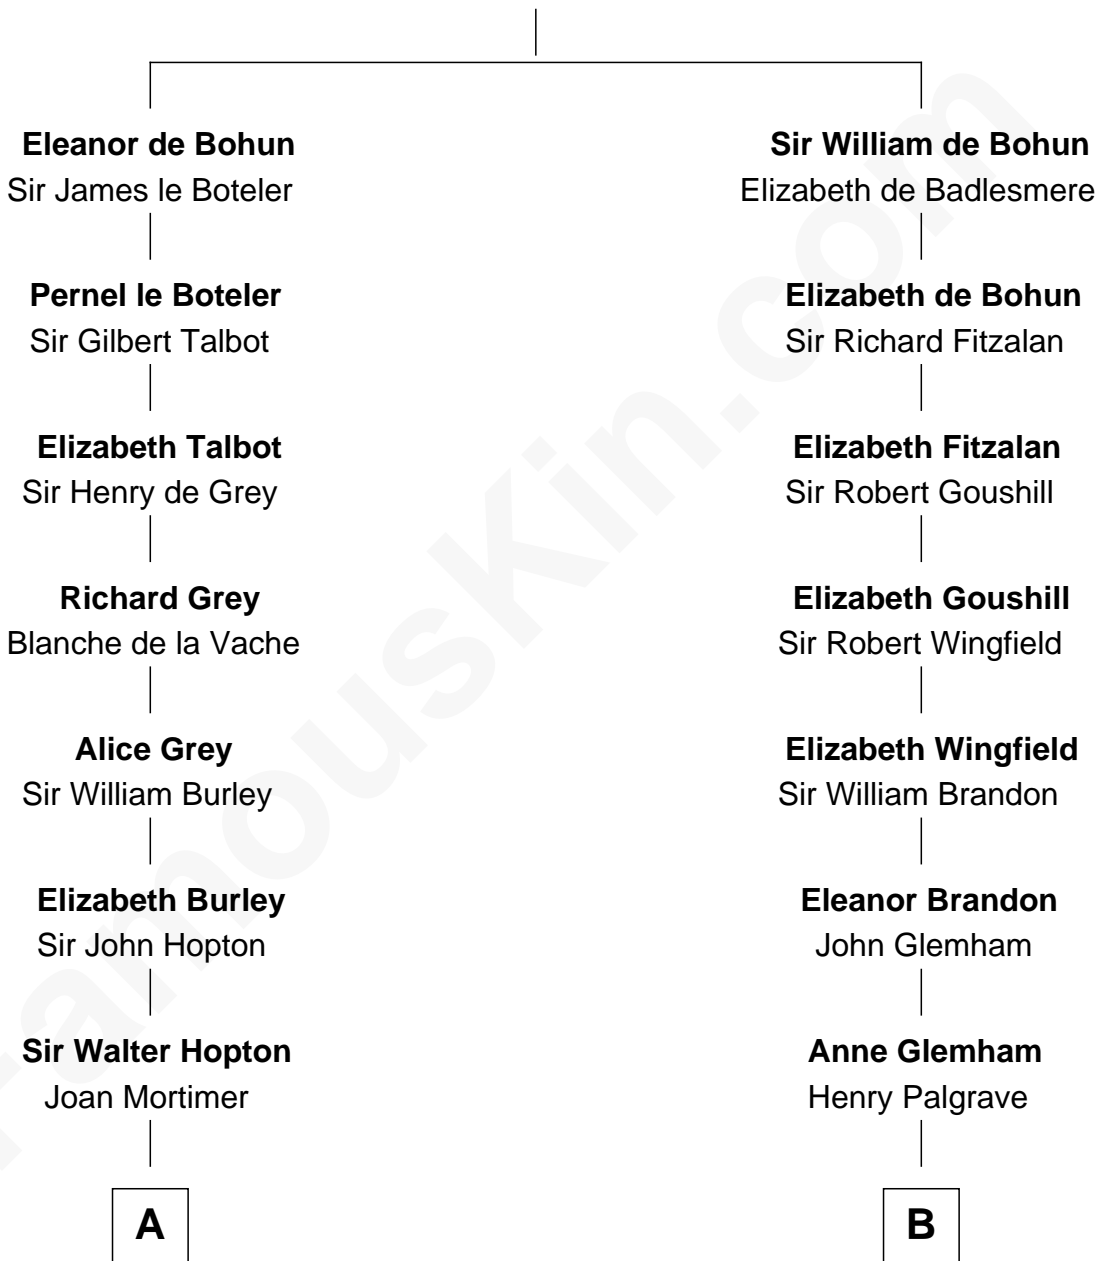 Eleanor de Bohun
Sir James le Boteler
Pernel le Boteler
Sir Gilbert Talbot
Elizabeth Talbot
Sir Henry de Grey
Richard Grey
Blanche de la Vache
Alice Grey
Sir William Burley
Elizabeth Burley
Sir John Hopton
Sir Walter Hopton
Joan Mortimer
A
Sir William de Bohun
Elizabeth de Badlesmere
Elizabeth de Bohun
Sir Richard Fitzalan
Elizabeth Fitzalan
Sir Robert Goushill
Elizabeth Goushill
Sir Robert Wingfield
Elizabeth Wingfield
Sir William Brandon
Eleanor Brandon
John Glemham
Anne Glemham
Henry Palgrave
B
FamousKin.com